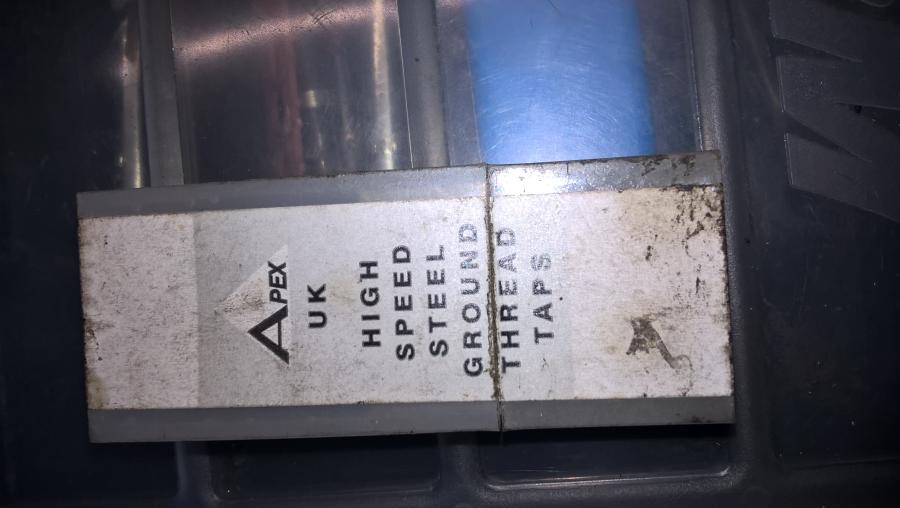 APEX
UK
HIGH
SPEED
STEEL
GROUND
THREAD
TAPS